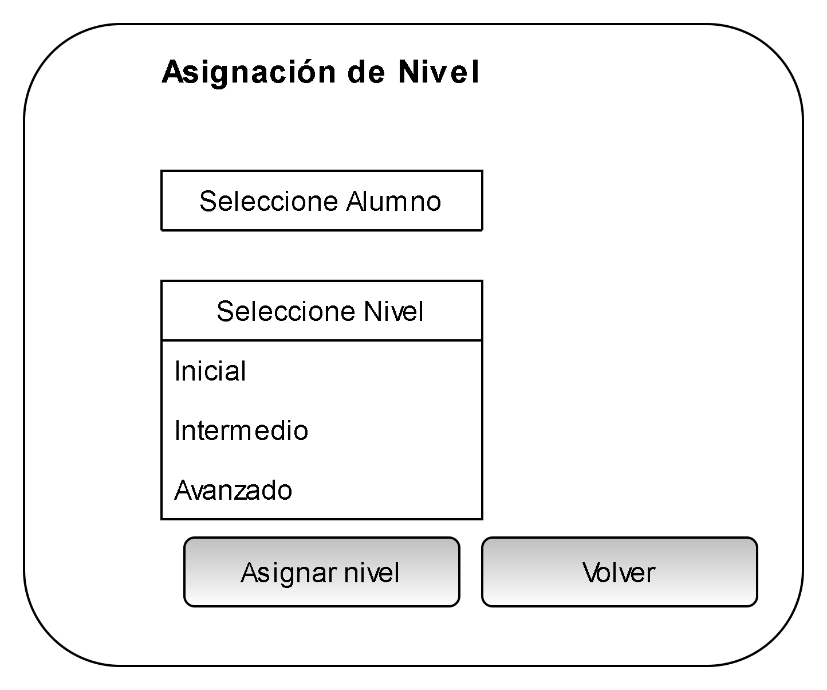 Asignación de Nivel
Seleccione Alumno
Seleccione Nivel
Inicial
Intermedio
Avanzado
Asignar nivel
Volver